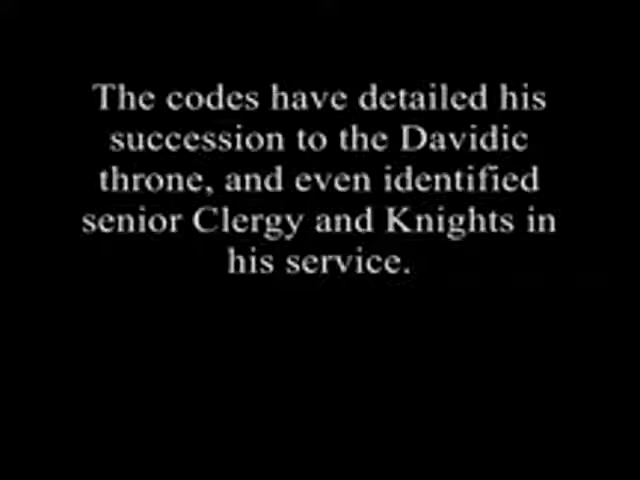 The codes have detailed his
succession to the Davidic
throne, and even identified
senior Clergy and Knights in
his service.